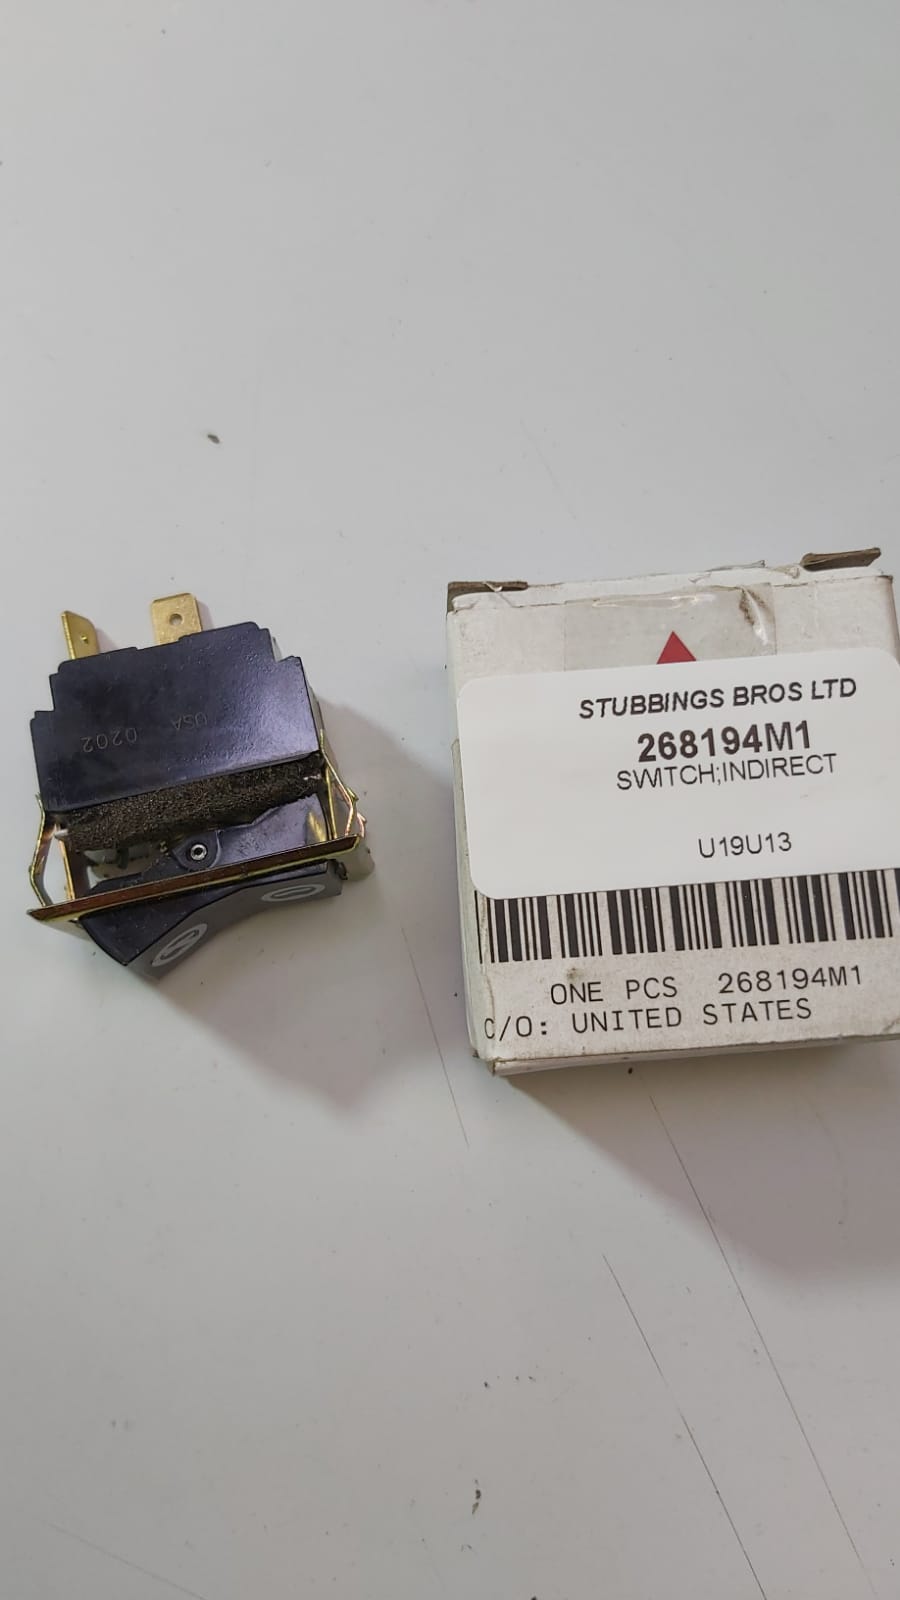 USA 0202
STUBBINGS BROS LTD
268194M1
SWITCH;INDIRECT
U19U13
ONE PCS 268194M1
C/O: UNITED STATES